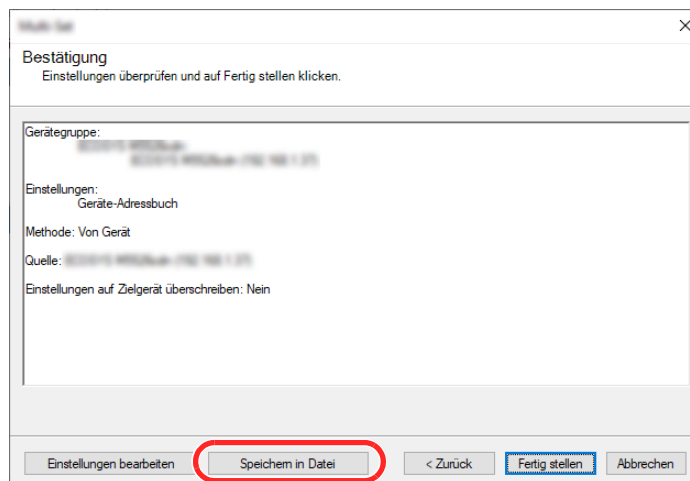 Bestätigung
Einstellungen überprüfen und auf Fertig stellen klicken.
Gerätegruppe:
Einstellungen:
Geräte-Adressbuch
Methode: Von Gerät
Quelle:
Einstellungen auf Zielgerät überschreiben: Nein
Einstellungen bearbeiten
Speichern in Datei
< Zurück
Fertig stellen
Abbrechen